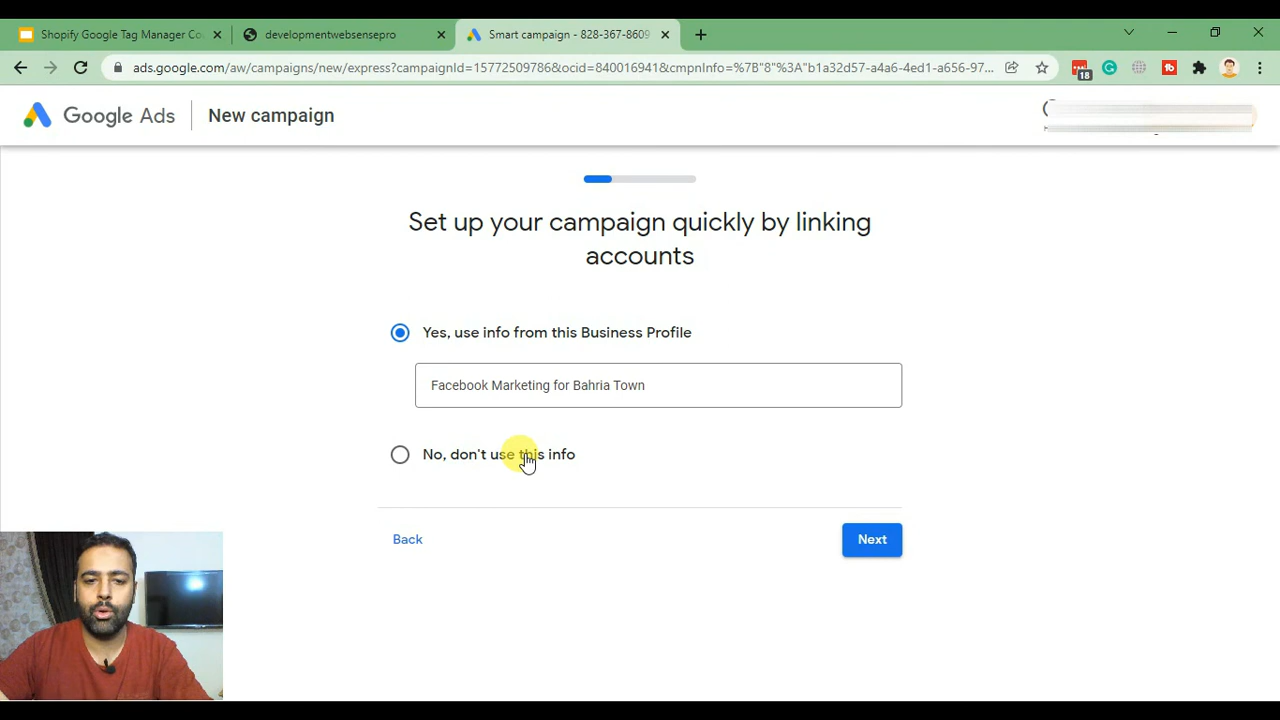 Shopify Google Tag Manager Co
developmentwebsensepro
Smart campaign - 828-367-8609
ads.google.com/aw/campaigns/new/express?campaignId=15772509786&ocid=840016941&cmpnInfo=%7B"8"%3A"b1a32d57-a4a6-4ed1-a656-97...
18
Google Ads
New campaign
Set up your campaign quickly by linking
accounts
Yes, use info from this Business Profile
Facebook Marketing for Bahria Town
No, don't use this info
Back
Next